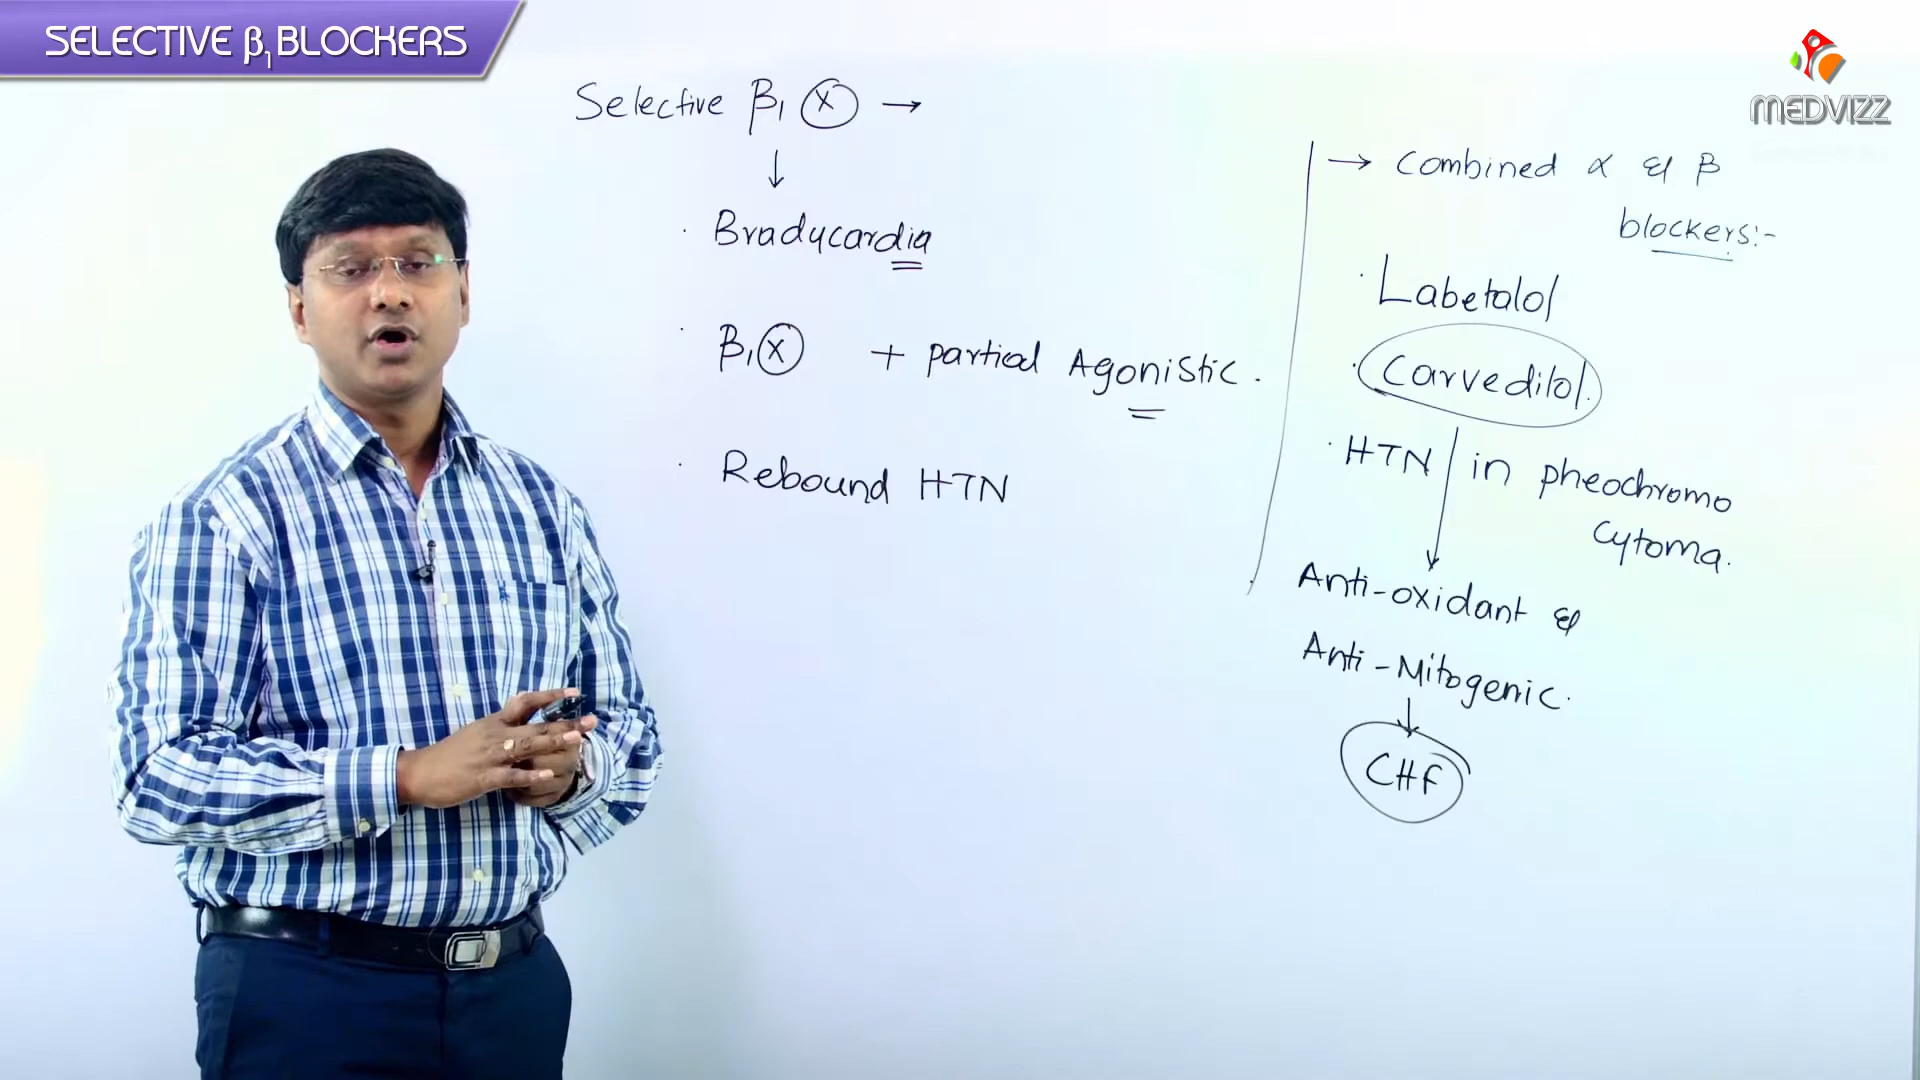 SELECTIVE β1 BLOCKERS
MEDVIZZ
Selective β1 (x) →
↓
· Bradycardia
· β1 (x) + partial Agonistic.
· Rebound HTN
→ Combined α & β
blockers:-
· Labetalol
· Carvedilol.
· HTN in pheochromo
cytoma.
Anti-oxidant &
Anti-Mitogenic.
↓
CHF